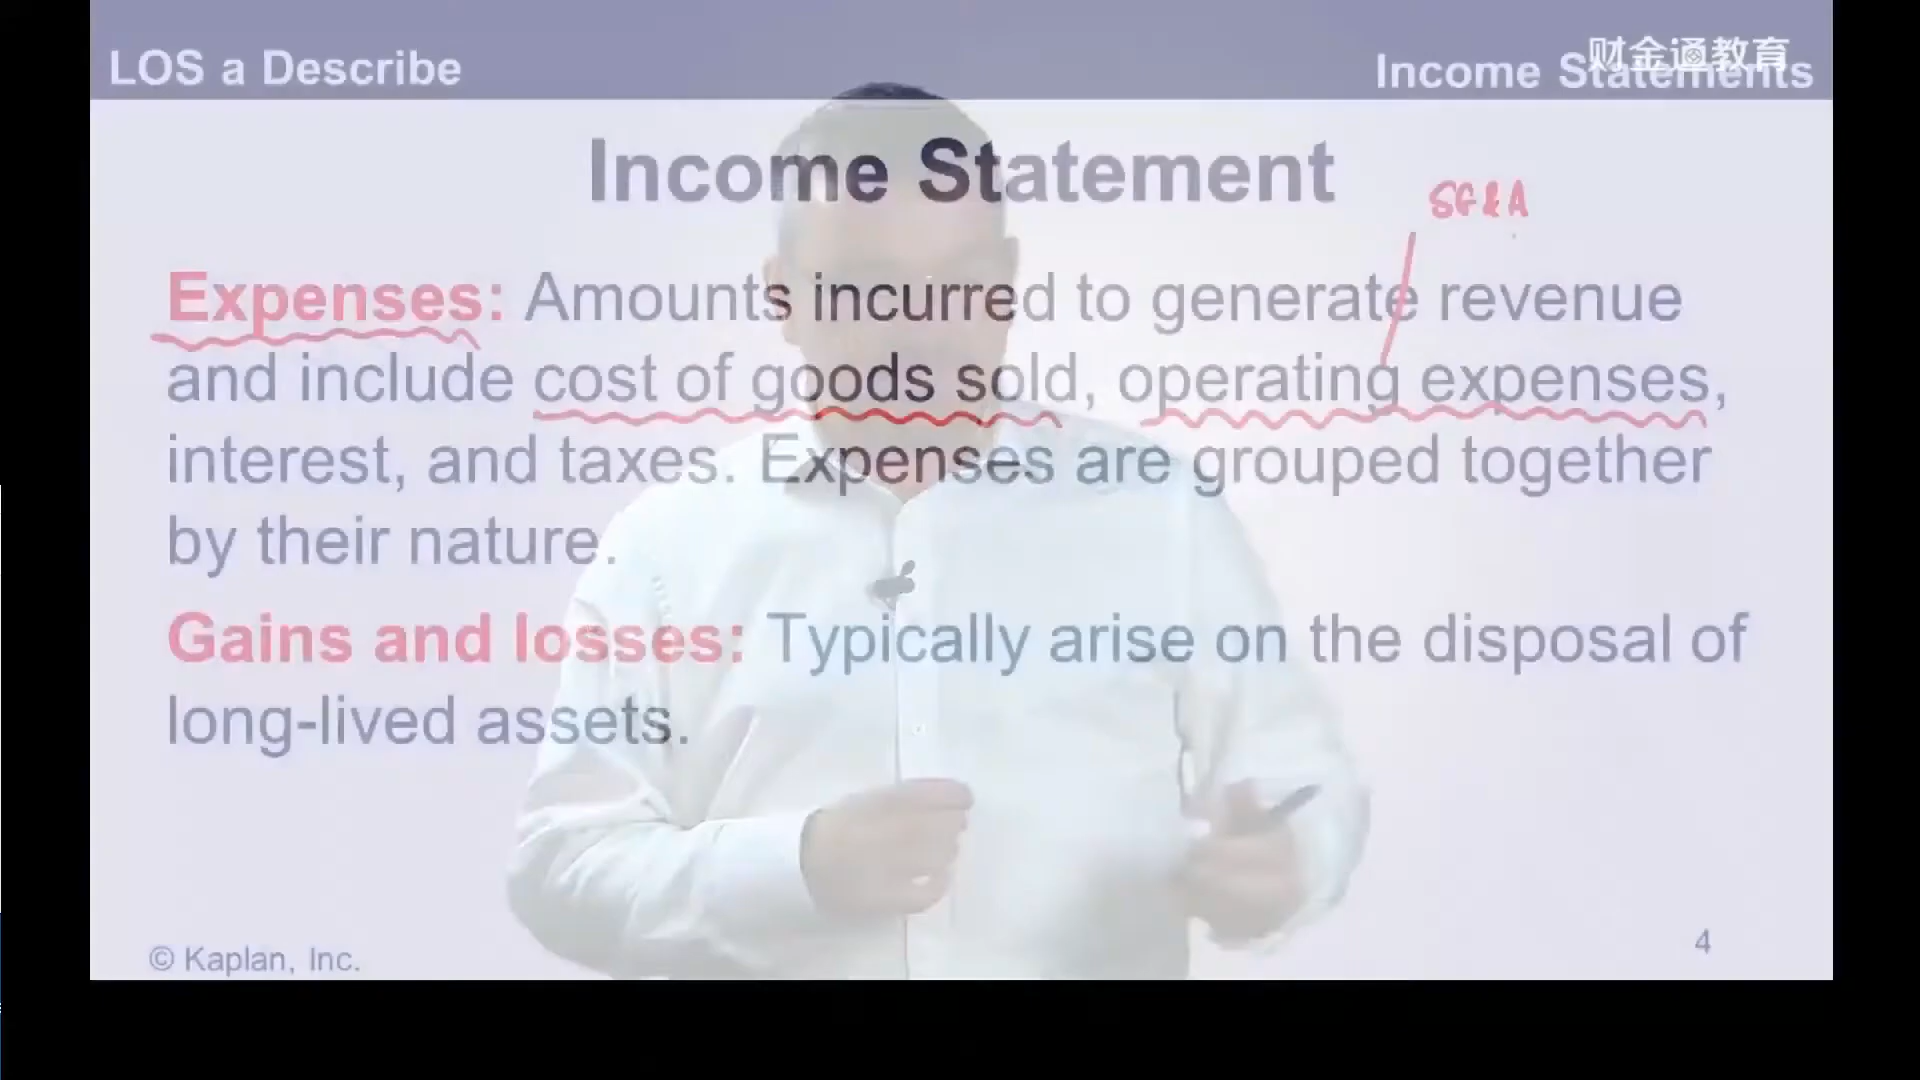 LOS a Describe
财金通教育
Income Statements
Income Statement
SG&A
Expenses: Amounts incurred to generate revenue
and include cost of goods sold, operating expenses,
interest, and taxes. Expenses are grouped together
by their nature.
Gains and losses: Typically arise on the disposal of
long-lived assets.
© Kaplan, Inc.
4